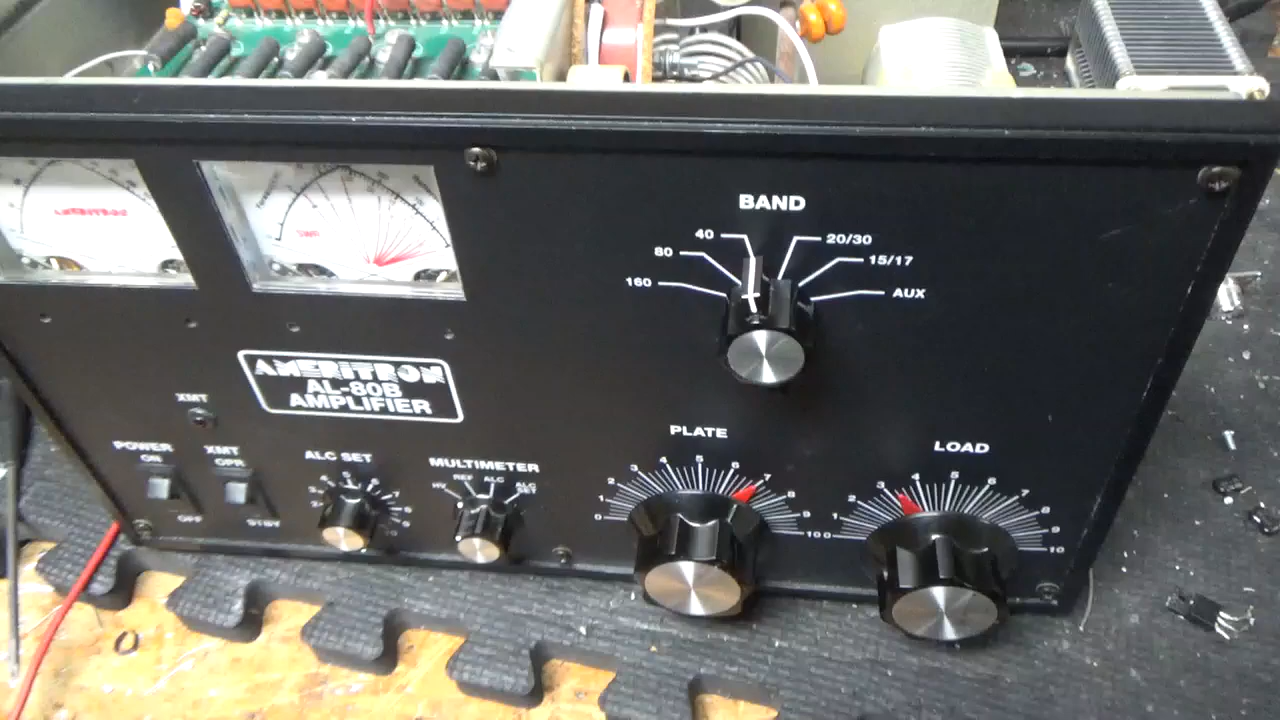 AMERITRON
SWR
BAND
40
20/30
80
15/17
160
AUX
AMERITRON
AL-80B
AMPLIFIER
XMT
POWER
ON
OFF
XMT
OPR
STBY
ALC SET
MULTIMETER
HV
REF
ALC
ALC
SET
PLATE
0 1 2 3 4 5 6 7 8 9 10
LOAD
0 1 2 3 4 5 6 7 8 9 10